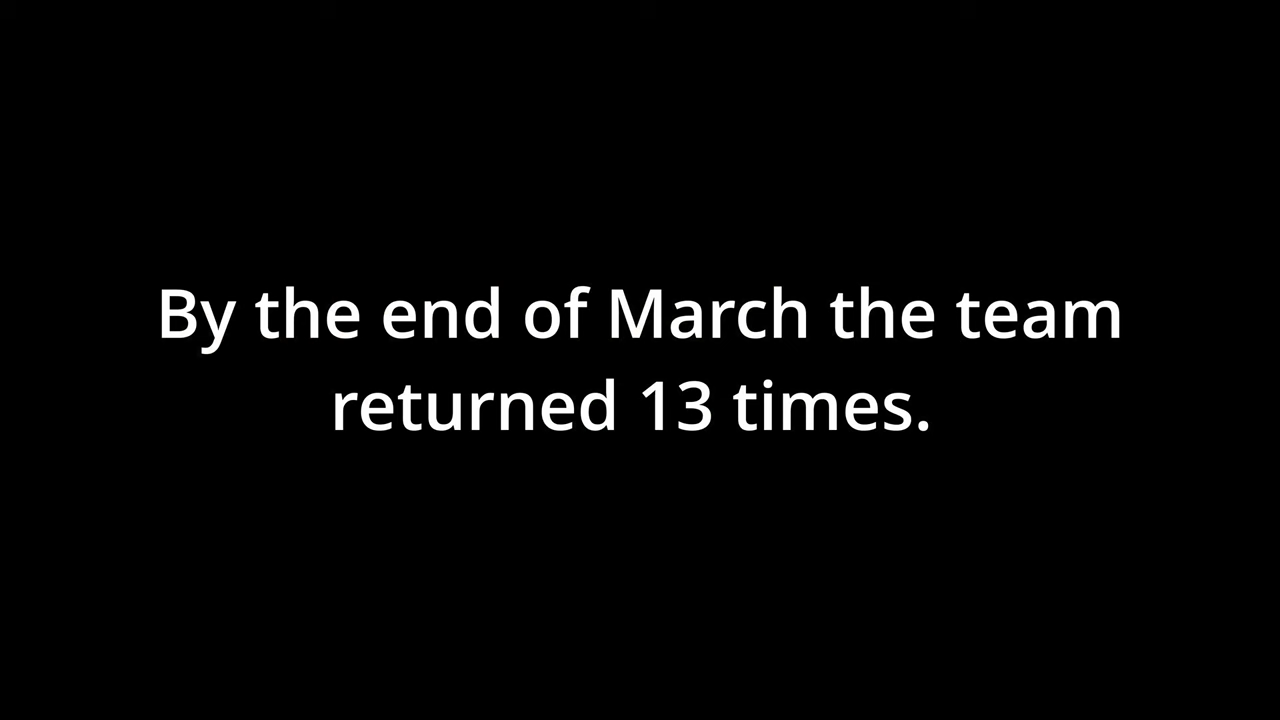 By the end of March the team
returned 13 times.